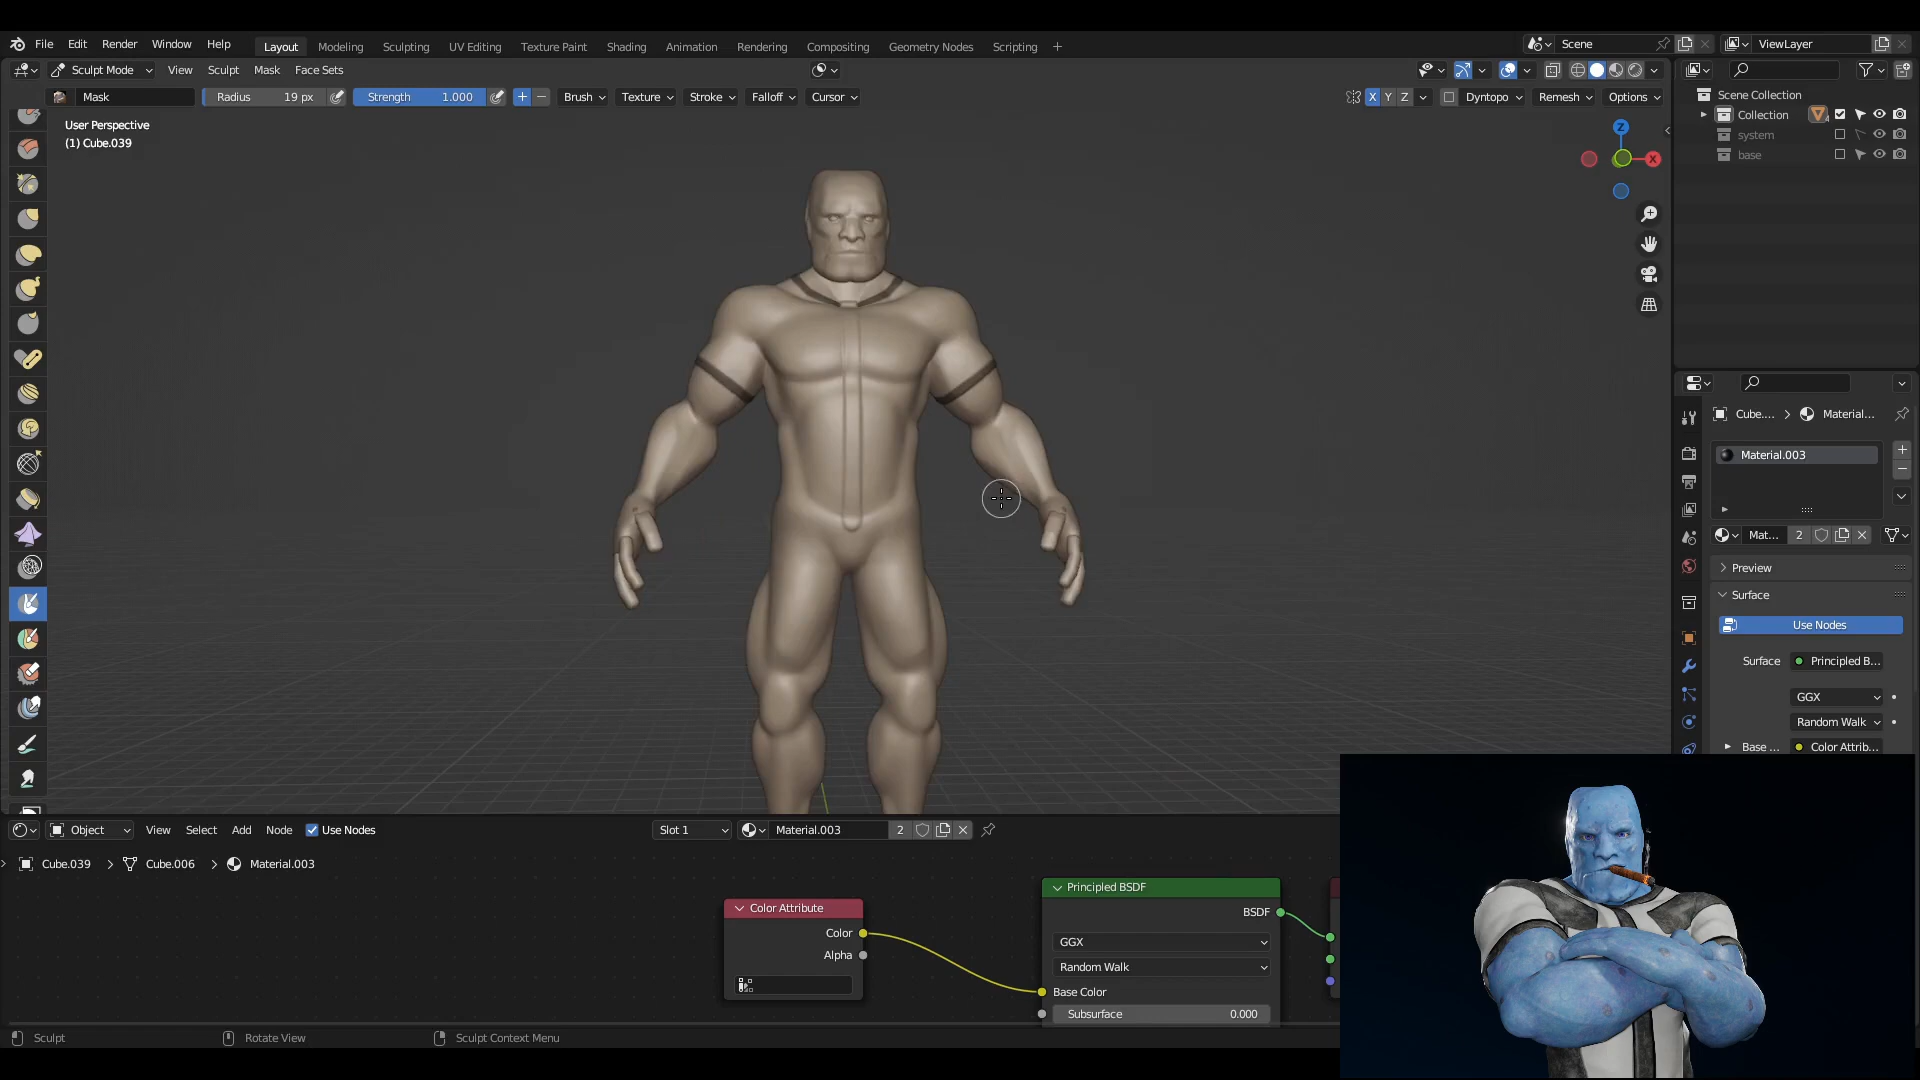 File Edit Render Window Help Layout Modeling Sculpting UV Editing Texture Paint Shading Animation Rendering Compositing Geometry Nodes Scripting + Scene ViewLayer
Sculpt Mode View Sculpt Mask Face Sets
Mask Radius 19 px Strength 1.000 + − Brush Texture Stroke Falloff Cursor X Y Z Dyntopo Remesh Options
User Perspective
(1) Cube.039
Z
X
Scene Collection
Collection
system
base
Cube.... > Material...
Material.003
Mat... 2
Preview
Surface
Use Nodes
Surface Principled B...
GGX
Random Walk
Base ... Color Attrib...
Object View Select Add Node Use Nodes Slot 1 Material.003 2
Cube.039 > Cube.006 > Material.003
Principled BSDF
Color Attribute
BSDF
Color
GGX
Alpha
Random Walk
Base Color
Subsurface 0.000
Sculpt Rotate View Sculpt Context Menu